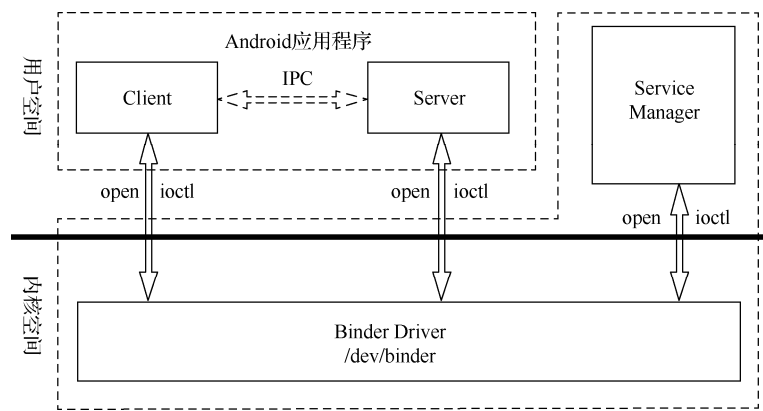 Android应用程序
用户空间
IPC
Client
Server
Service
Manager
open
ioctl
open
ioctl
open
ioctl
内核空间
Binder Driver
/dev/binder